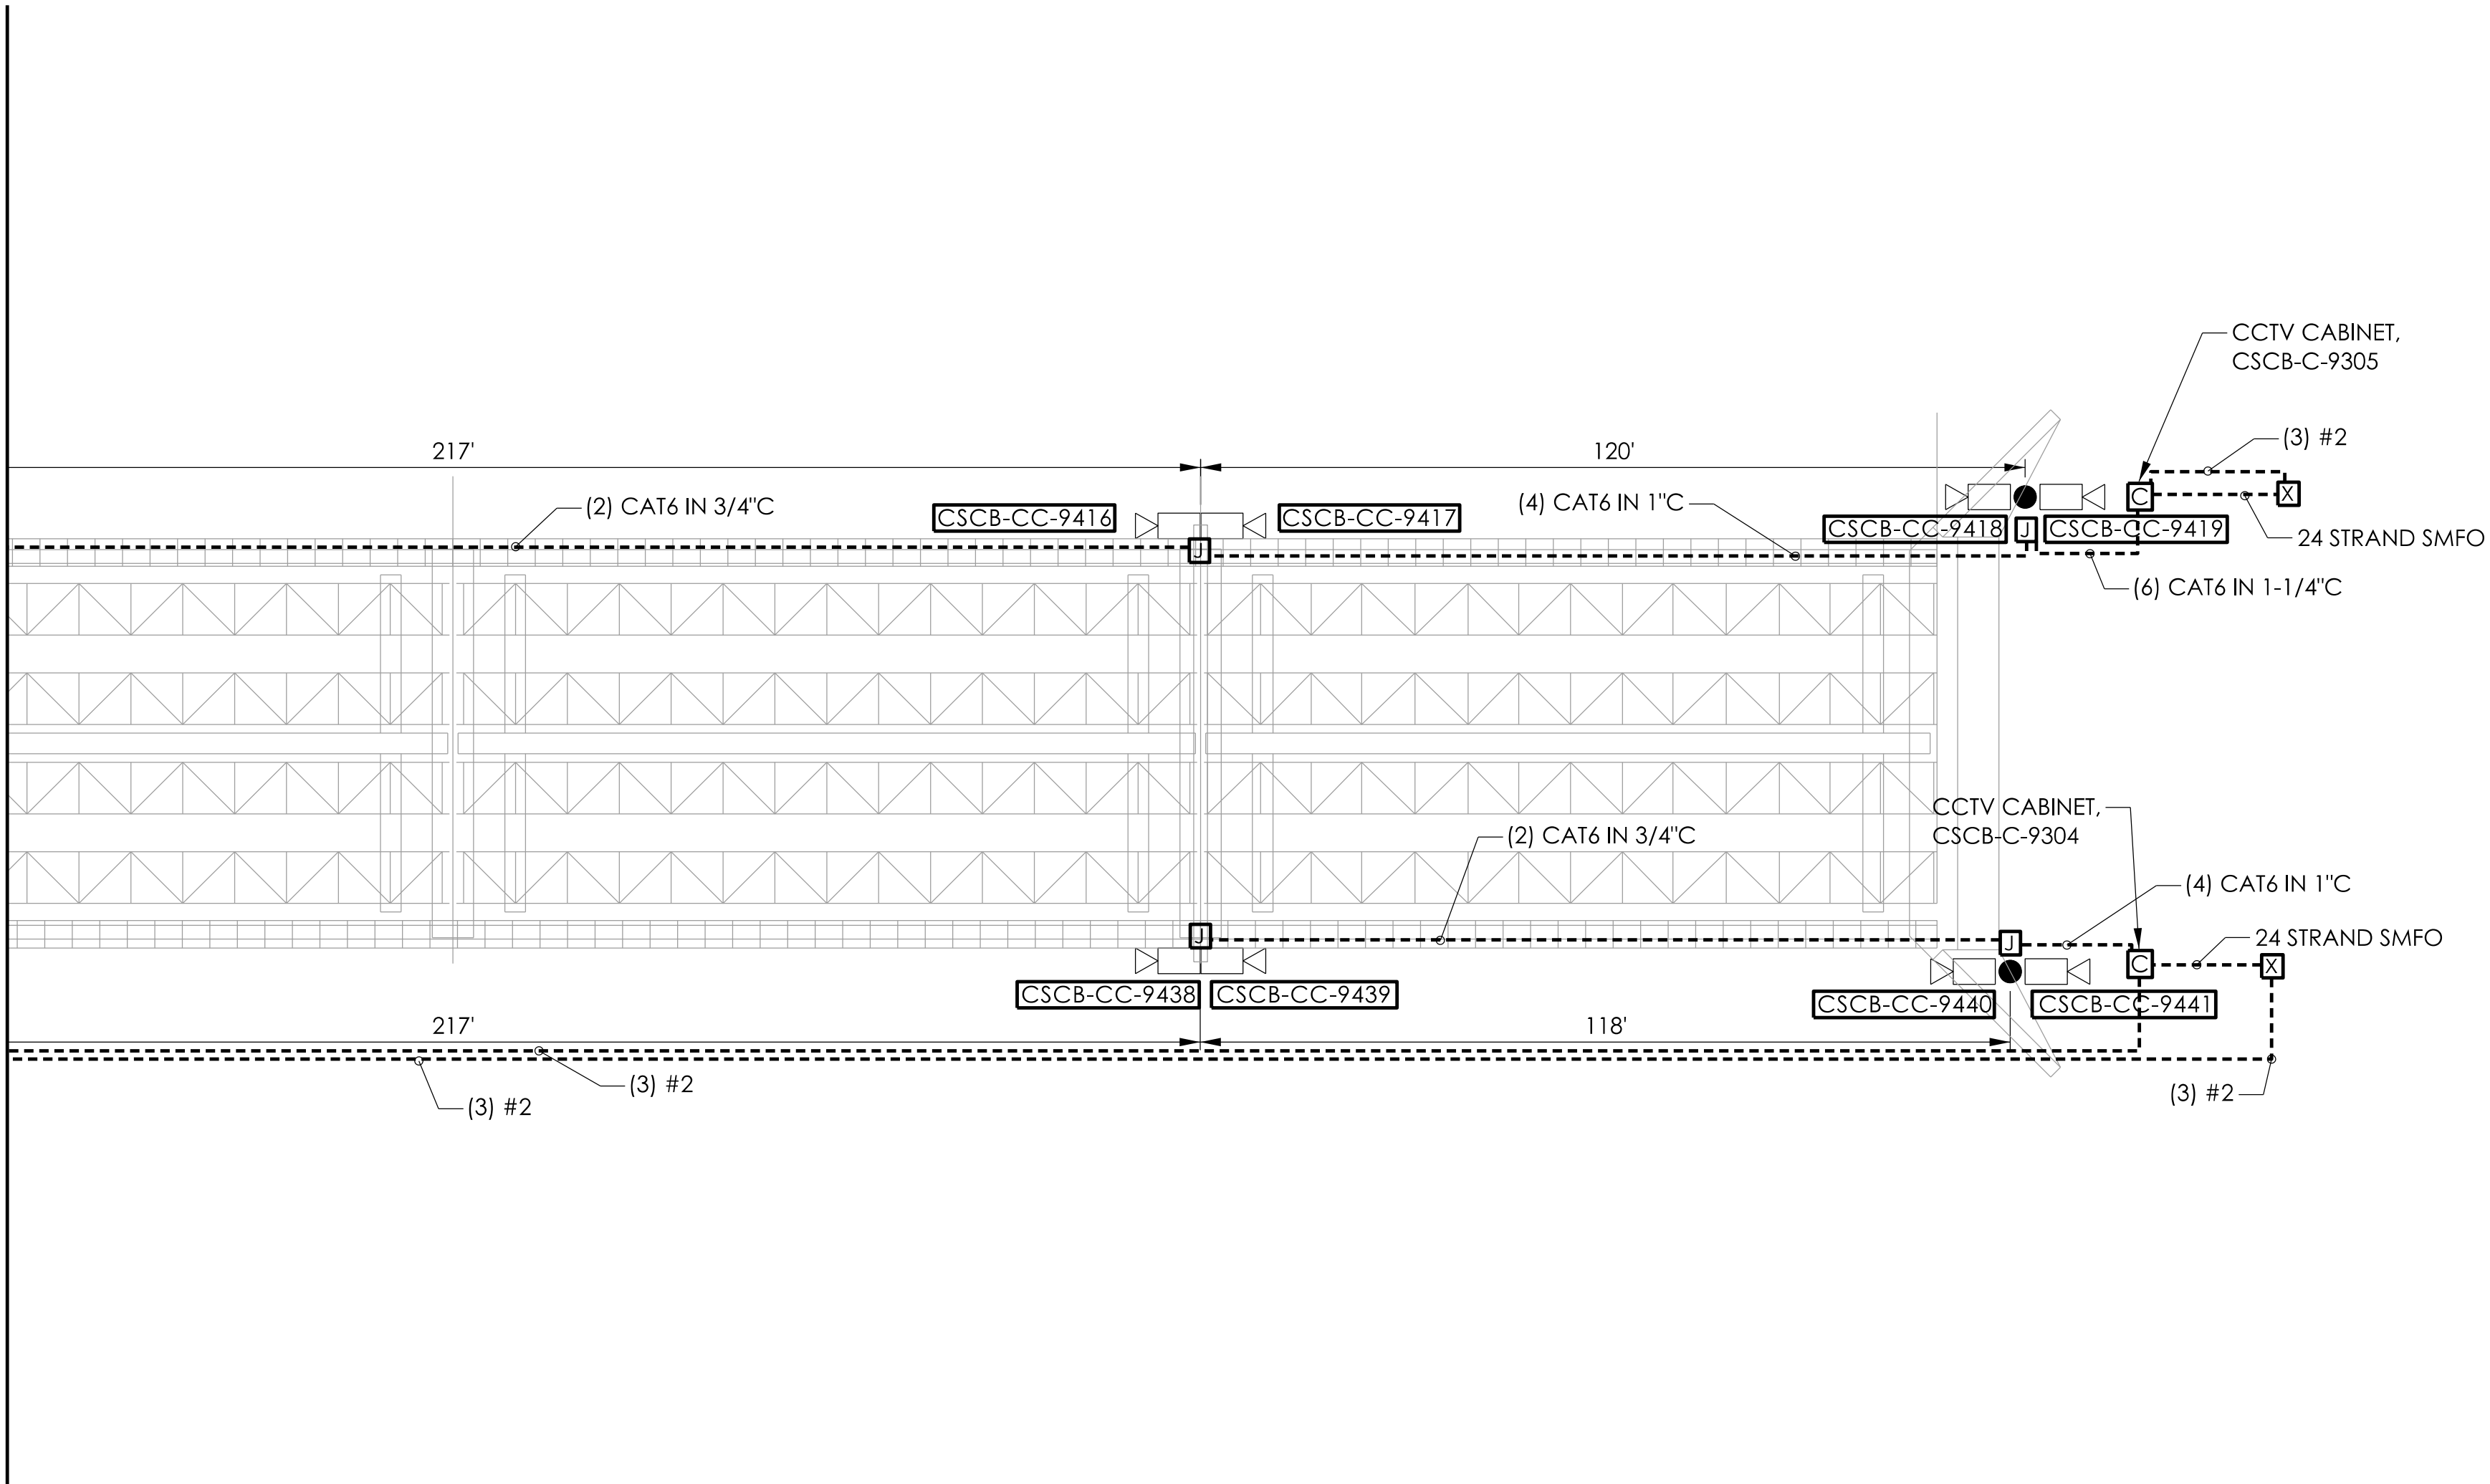 CCTV CABINET,
CSCB-C-9305
(3) #2
217'
120'
(2) CAT6 IN 3/4"C
CSCB-CC-9416
CSCB-CC-9417
(4) CAT6 IN 1"C
C
X
CSCB-CC-9418
J
CSCB-CC-9419
24 STRAND SMFO
J
(6) CAT6 IN 1-1/4"C
CCTV CABINET,
CSCB-C-9304
(2) CAT6 IN 3/4"C
(4) CAT6 IN 1"C
J
J
24 STRAND SMFO
C
X
CSCB-CC-9438
CSCB-CC-9439
CSCB-CC-9440
CSCB-CC-9441
217'
118'
(3) #2
(3) #2
(3) #2